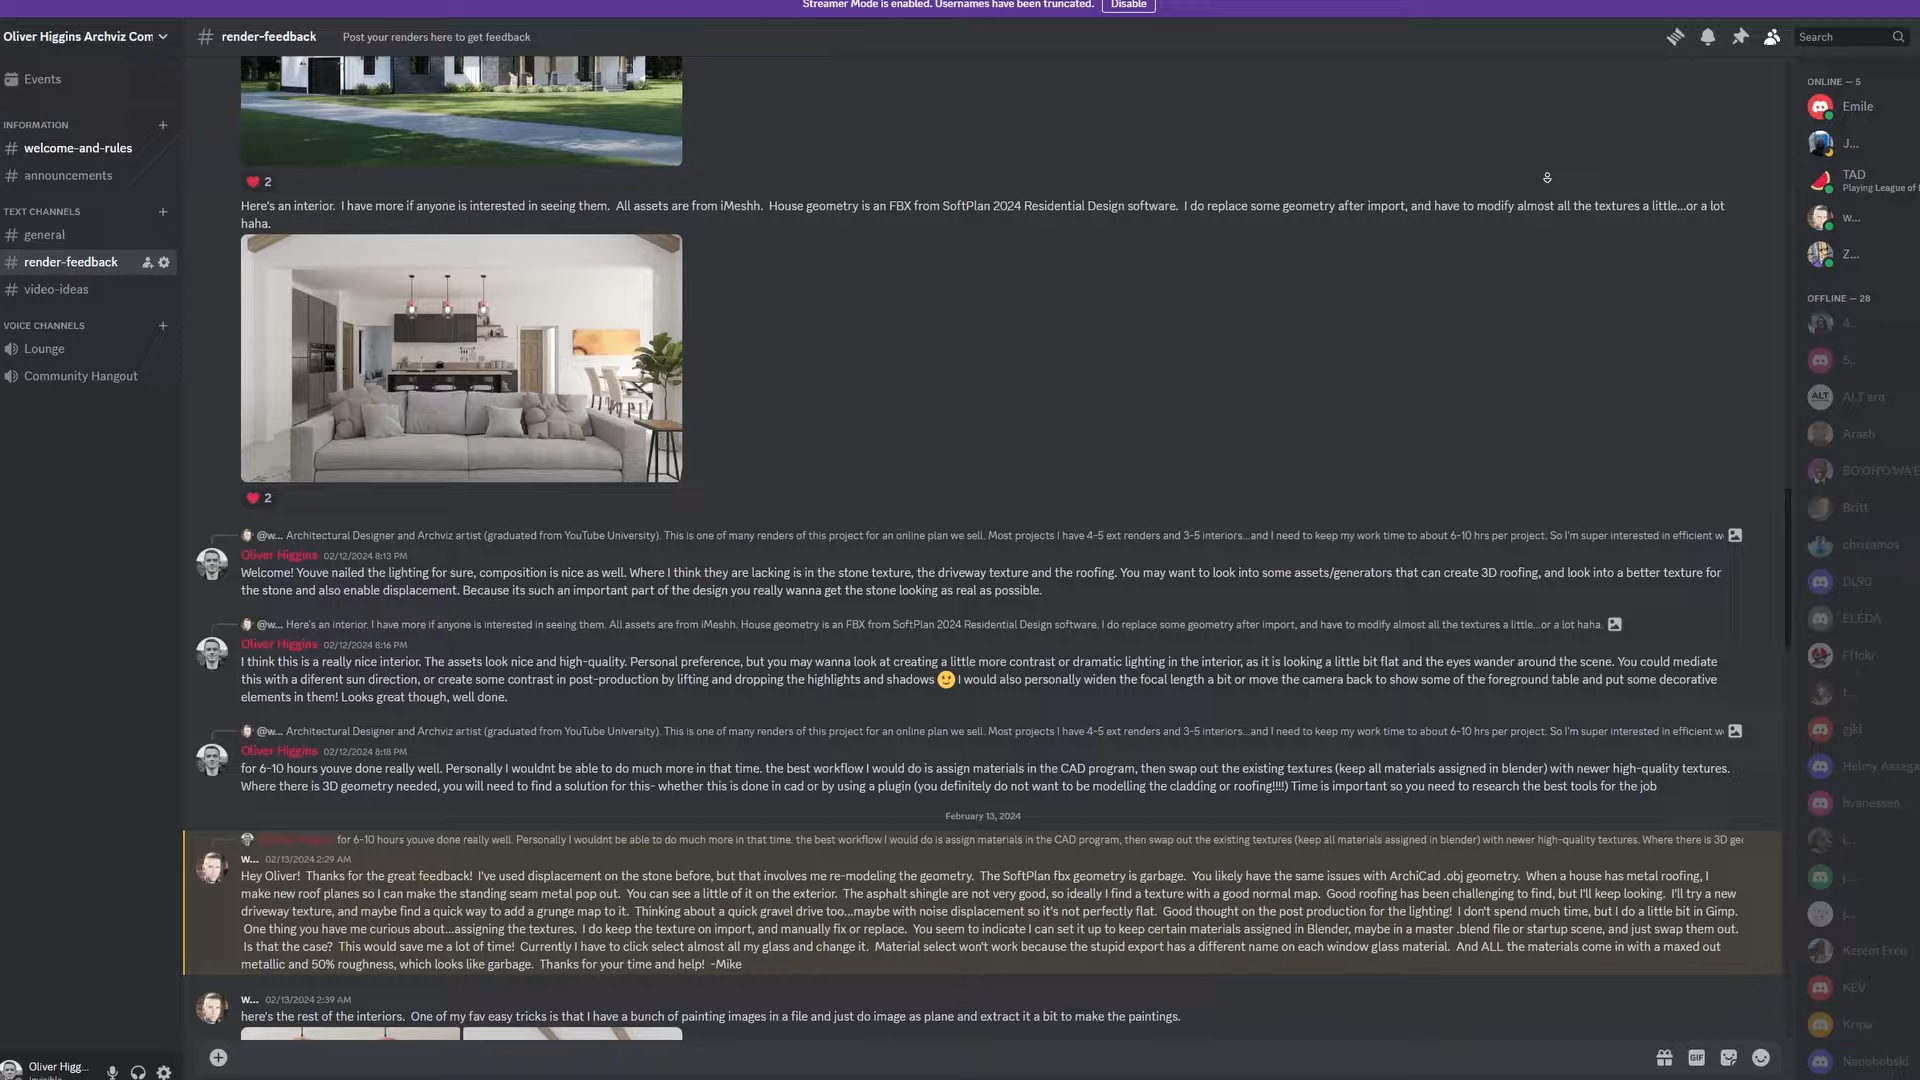 Streamer Mode is enabled. Usernames have been truncated. Disable
Oliver Higgins Archviz Com
render-feedback Post your renders here to get feedback
Search
Events
INFORMATION
welcome-and-rules
announcements
TEXT CHANNELS
general
render-feedback
video-ideas
VOICE CHANNELS
Lounge
Community Hangout
2
Here's an interior. I have more if anyone is interested in seeing them. All assets are from iMeshh. House geometry is an FBX from SoftPlan 2024 Residential Design software. I do replace some geometry after import, and have to modify almost all the textures a little...or a lot
haha.
2
@w... Architectural Designer and Archviz artist (graduated from YouTube University). This is one of many renders of this project for an online plan we sell. Most projects I have 4-5 ext renders and 3-5 interiors...and I need to keep my work time to about 6-10 hrs per project. So I'm super interested in efficient w
Oliver Higgins 02/12/2024 8:13 PM
Welcome! Youve nailed the lighting for sure, composition is nice as well. Where I think they are lacking is in the stone texture, the driveway texture and the roofing. You may want to look into some assets/generators that can create 3D roofing, and look into a better texture for
the stone and also enable displacement. Because its such an important part of the design you really wanna get the stone looking as real as possible.
@w... Here's an interior. I have more if anyone is interested in seeing them. All assets are from iMeshh. House geometry is an FBX from SoftPlan 2024 Residential Design software. I do replace some geometry after import, and have to modify almost all the textures a little...or a lot haha.
Oliver Higgins 02/12/2024 8:16 PM
I think this is a really nice interior. The assets look nice and high-quality. Personal preference, but you may wanna look at creating a little more contrast or dramatic lighting in the interior, as it is looking a little bit flat and the eyes wander around the scene. You could mediate
this with a diferent sun direction, or create some contrast in post-production by lifting and dropping the highlights and shadows 🙂 I would also personally widen the focal length a bit or move the camera back to show some of the foreground table and put some decorative
elements in them! Looks great though, well done.
@w... Architectural Designer and Archviz artist (graduated from YouTube University). This is one of many renders of this project for an online plan we sell. Most projects I have 4-5 ext renders and 3-5 interiors...and I need to keep my work time to about 6-10 hrs per project. So I'm super interested in efficient w
Oliver Higgins 02/12/2024 8:18 PM
for 6-10 hours youve done really well. Personally I wouldnt be able to do much more in that time. the best workflow I would do is assign materials in the CAD program, then swap out the existing textures (keep all materials assigned in blender) with newer high-quality textures.
Where there is 3D geometry needed, you will need to find a solution for this- whether this is done in cad or by using a plugin (you definitely do not want to be modelling the cladding or roofing!!!!) Time is important so you need to research the best tools for the job
February 13, 2024
for 6-10 hours youve done really well. Personally I wouldnt be able to do much more in that time. the best workflow I would do is assign materials in the CAD program, then swap out the existing textures (keep all materials assigned in blender) with newer high-quality textures. Where there is 3D geo
w... 02/13/2024 2:29 AM
Hey Oliver! Thanks for the great feedback! I've used displacement on the stone before, but that involves me re-modeling the geometry. The SoftPlan fbx geometry is garbage. You likely have the same issues with ArchiCad .obj geometry. When a house has metal roofing, I
make new roof planes so I can make the standing seam metal pop out. You can see a little of it on the exterior. The asphalt shingle are not very good, so ideally I find a texture with a good normal map. Good roofing has been challenging to find, but I'll keep looking. I'll try a new
driveway texture, and maybe find a quick way to add a grunge map to it. Thinking about a quick gravel drive too...maybe with noise displacement so it's not perfectly flat. Good thought on the post production for the lighting! I don't spend much time, but I do a little bit in Gimp.
One thing you have me curious about...assigning the textures. I do keep the texture on import, and manually fix or replace. You seem to indicate I can set it up to keep certain materials assigned in Blender, maybe in a master .blend file or startup scene, and just swap them out.
Is that the case? This would save me a lot of time! Currently I have to click select almost all my glass and change it. Material select won't work because the stupid export has a different name on each window glass material. And ALL the materials come in with a maxed out
metallic and 50% roughness, which looks like garbage. Thanks for your time and help! -Mike
w... 02/13/2024 2:39 AM
here's the rest of the interiors. One of my fav easy tricks is that I have a bunch of painting images in a file and just do image as plane and extract it a bit to make the paintings.
GIF
Oliver Higg...
Invisible
ONLINE — 5
Emile
J...
TAD
Playing League of
w...
Z...
OFFLINE — 28
4...
5...
ALT
ALT arq
Arash
Britt
chrisamos
DL90
ELEDA
Fl1ckr
t...
gjkl
Helmy Assega
hvanessen
i...
j...
j...
Kerem Eren
KEV
Kripa
Nanobobski